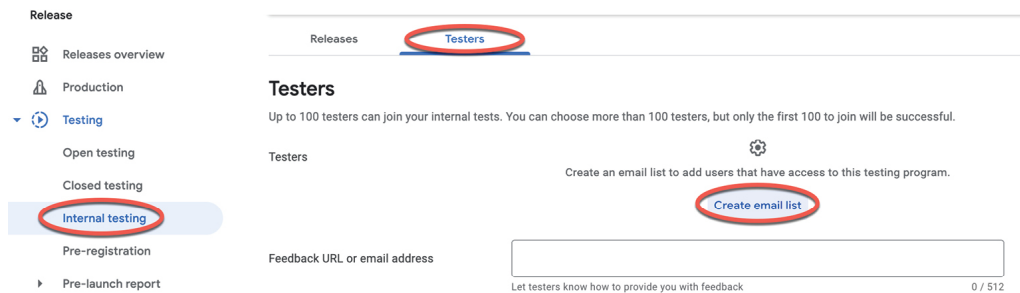 Release
Releases overview
Production
Testing
Open testing
Closed testing
Internal testing
Pre-registration
Pre-launch report
Releases
Testers
Testers
Up to 100 testers can join your internal tests. You can choose more than 100 testers, but only the first 100 to join will be successful.
Testers
Create an email list to add users that have access to this testing program.
Create email list
Feedback URL or email address
Let testers know how to provide you with feedback
0 / 512